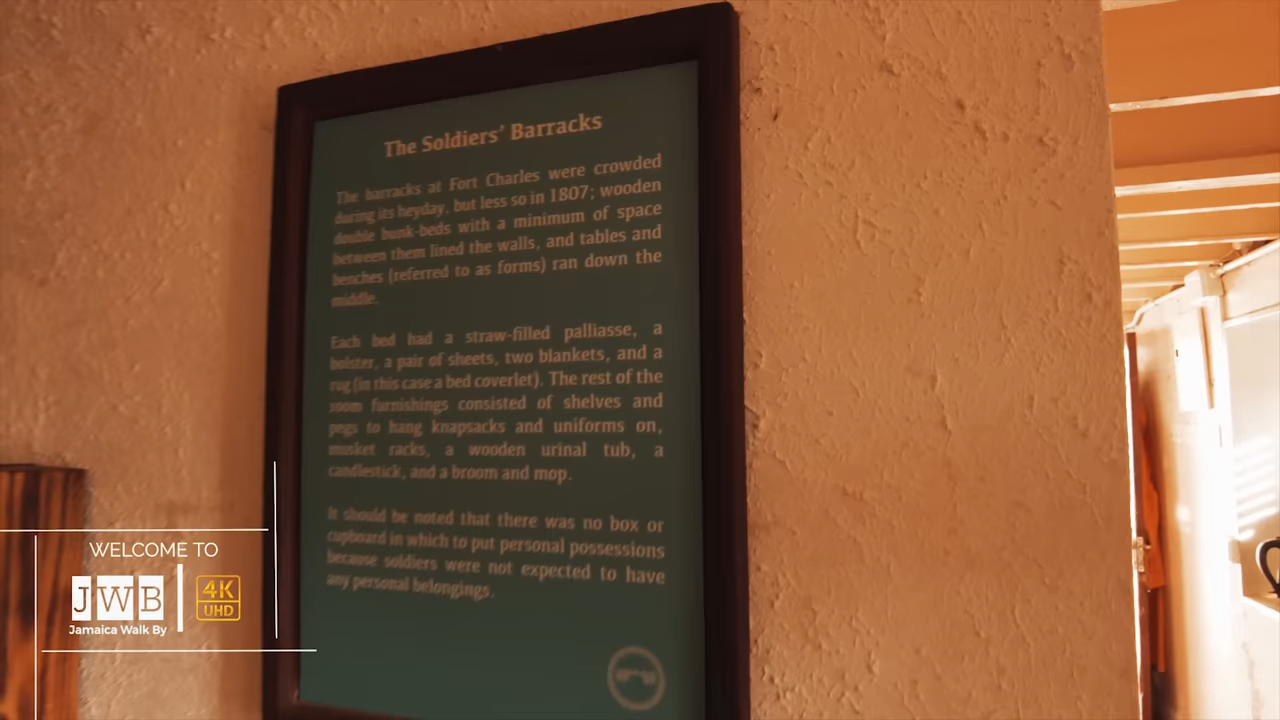 The Soldiers' Barracks
The barracks at Fort Charles were crowded
during its heyday, but less so in 1807; wooden
double bunk-beds with a minimum of space
between them lined the walls, and tables and
benches (referred to as forms) ran down the
middle.
Each bed had a straw-filled palliasse, a
bolster, a pair of sheets, two blankets, and a
rug (in this case a bed coverlet). The rest of the
room furnishings consisted of shelves and
pegs to hang knapsacks and uniforms on,
musket racks, a wooden urinal tub, a
candlestick, and a broom and mop.
It should be noted that there was no box or
cupboard in which to put personal possessions
because soldiers were not expected to have
any personal belongings.
WELCOME TO
JWB
4K
UHD
Jamaica Walk By